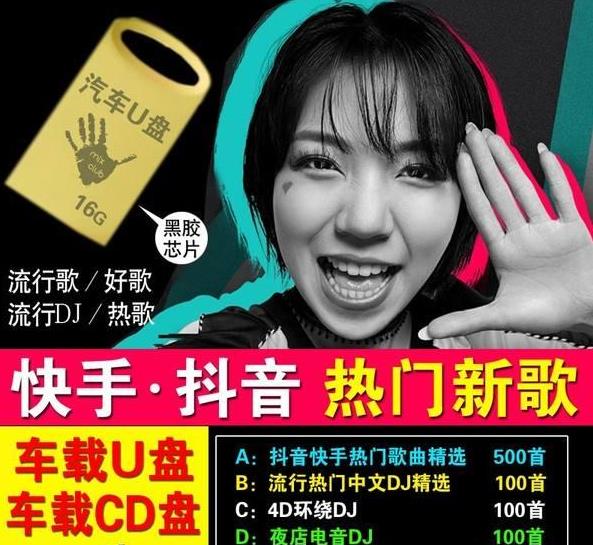 汽车U盘
mix
club
16G
黑胶
芯片
流行歌／好歌
流行DJ／热歌
快手·抖音 热门新歌
车载U盘
车载CD盘
A：抖音快手热门歌曲精选 500首
B：流行热门中文DJ精选 100首
C：4D环绕DJ 100首
D：夜店电音DJ 100首